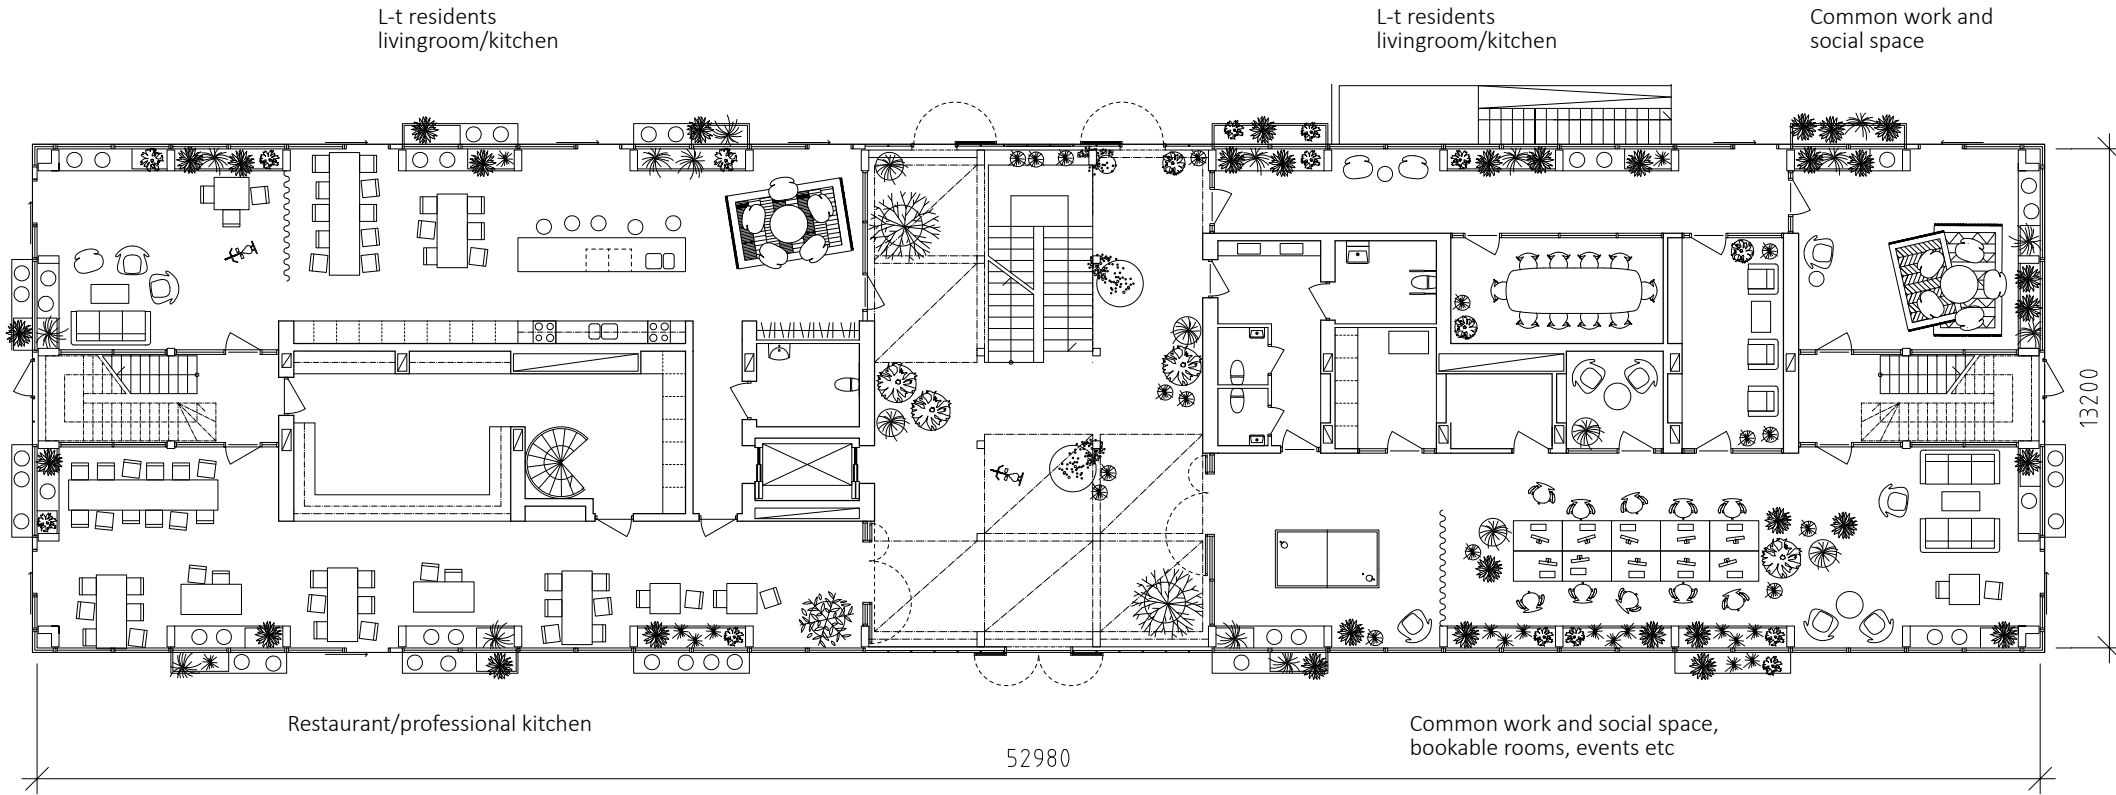 L-t residents
livingroom/kitchen
L-t residents
livingroom/kitchen
Common work and
social space
13200
Restaurant/professional kitchen
Common work and social space,
bookable rooms, events etc
52980